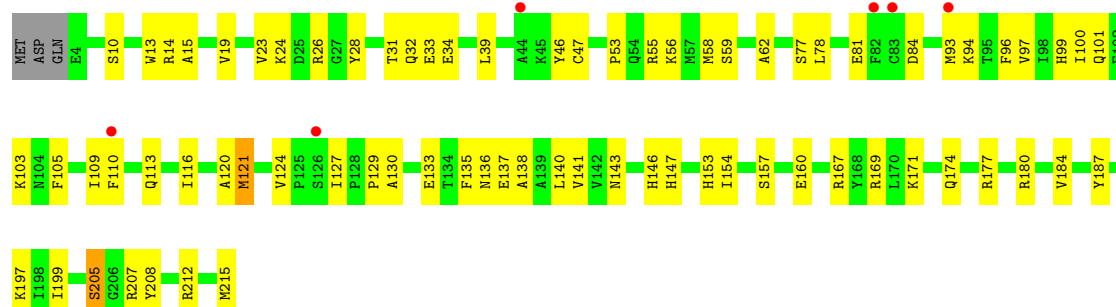 MET ASP GLN E4 S10 W13 R14 A15 V19 V23 K24 D25 R26 G27 Y28 T31 Q32 E33 E34 L39 A44 K45 Y46 C47 P53 Q54 R55 K56 M57 M58 S59 A62 S77 L78 E81 F82 C83 D84 M93 K94 T95 F96 V97 I98 H99 I100 Q101
K103 N104 F105 I109 F110 Q113 I116 A120 M121 V124 P125 S126 I127 P128 P129 A130 E133 T134 F135 N136 E137 A138 A139 L140 V141 V142 N143 H146 H147 H153 I154 S157 E160 R167 Y168 R169 L170 K171 Q174 R177 R180 V184 Y187
K197 I198 I199 S205 G206 R207 Y208 R212 M215